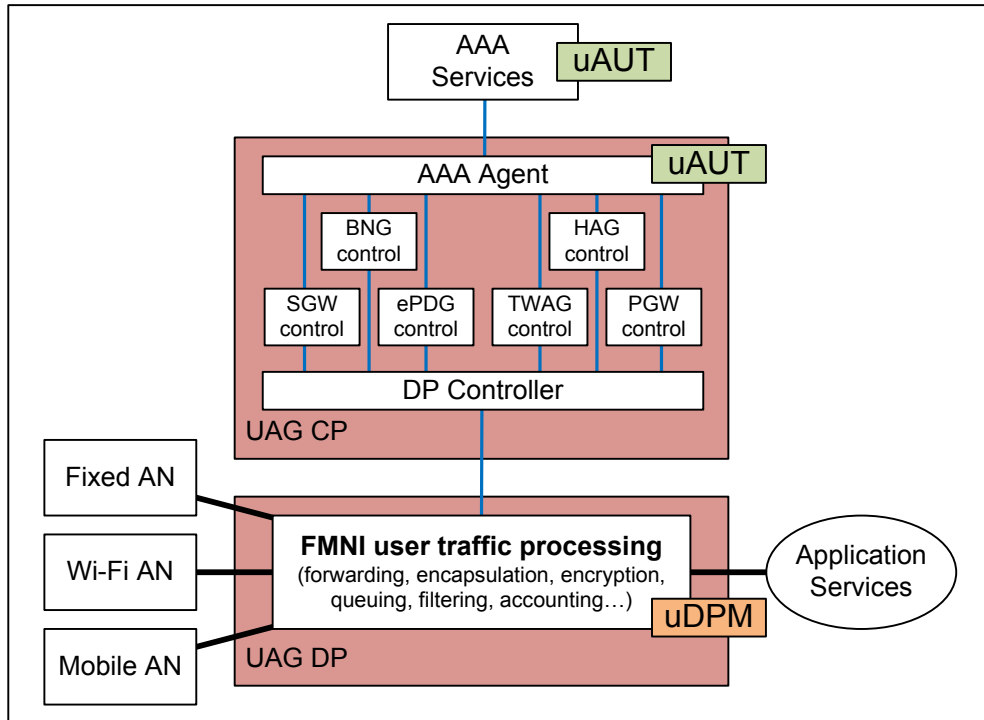 AAA
Services
uAUT
uAUT
AAA Agent
BNG
control
HAG
control
SGW
control
ePDG
control
TWAG
control
PGW
control
DP Controller
UAG CP
Fixed AN
Wi-Fi AN
Mobile AN
FMNI user traffic processing
(forwarding, encapsulation, encryption,
queuing, filtering, accounting…)
uDPM
UAG DP
Application
Services